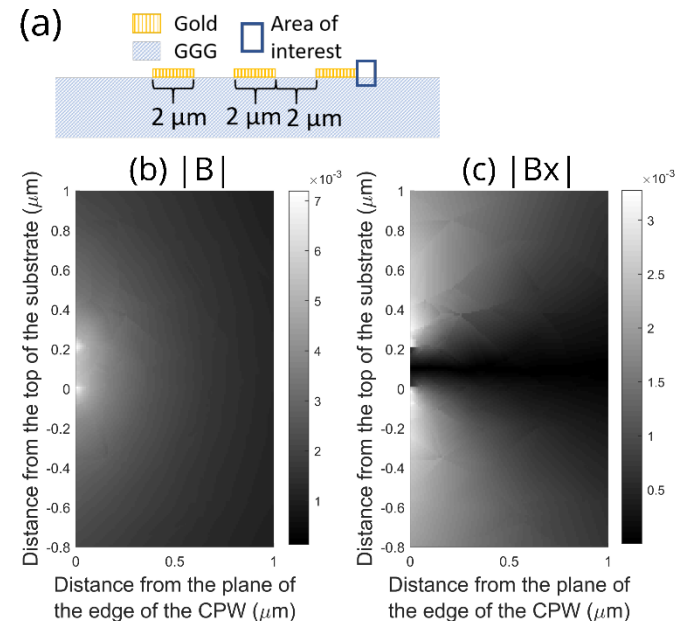 (a)
Gold
GGG
Area of
interest
2 μm
2 μm
2 μm
(b) |B|
×10⁻³
Distance from the top of the substrate (μm)
1
0.8
0.6
0.4
0.2
0
-0.2
-0.4
-0.6
-0.8
0
0.5
1
7
6
5
4
3
2
1
Distance from the plane of
the edge of the CPW (μm)
(c) |Bx|
×10⁻³
Distance from the top of the substrate (μm)
1
0.8
0.6
0.4
0.2
0
-0.2
-0.4
-0.6
-0.8
0
0.5
1
3
2.5
2
1.5
1
0.5
Distance from the plane of
the edge of the CPW (μm)